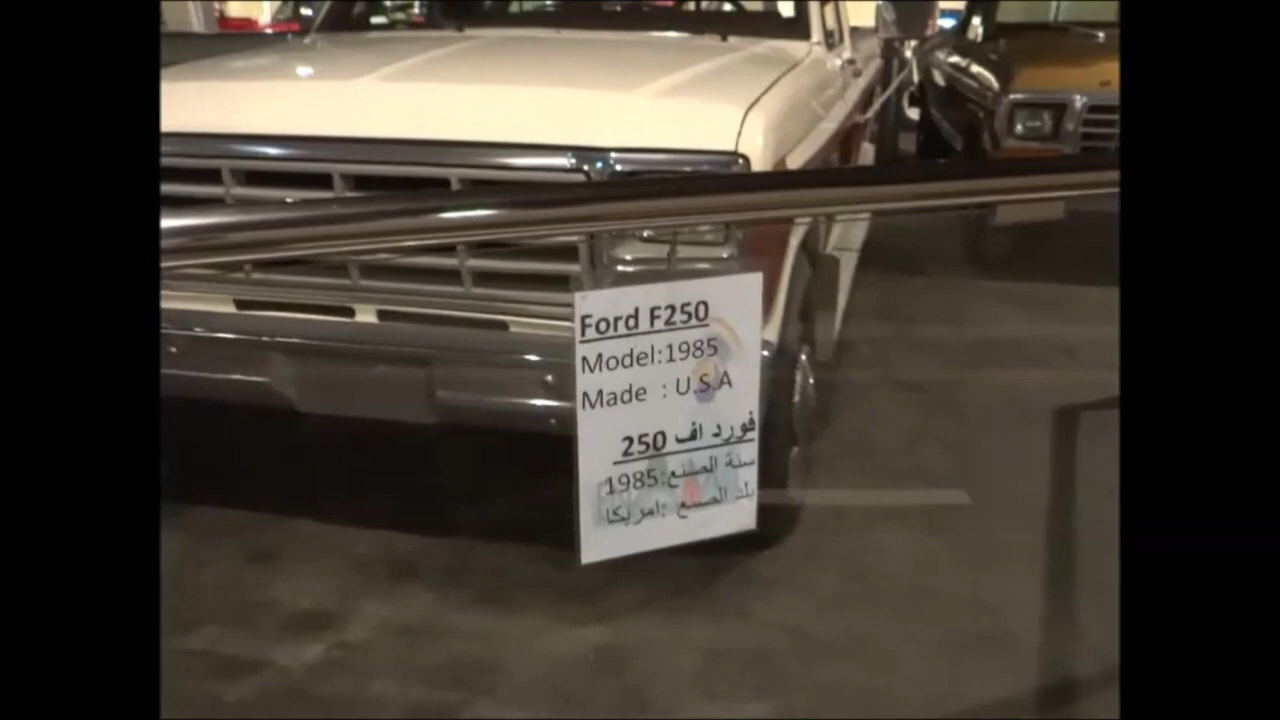 Ford F250
Model:1985
Made : U.S.A
فورد اف 250
سنة الصنع:1985
بلد الصنع :امريكا